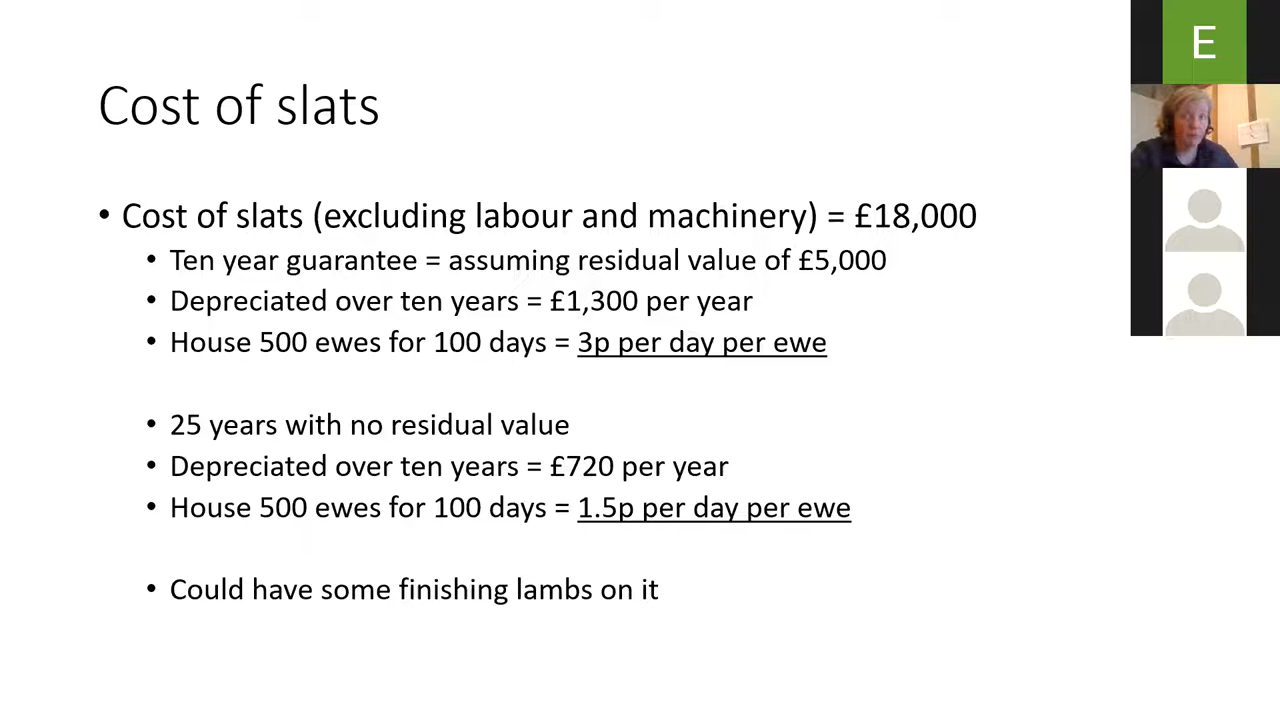 Cost of slats
• Cost of slats (excluding labour and machinery) = £18,000
• Ten year guarantee = assuming residual value of £5,000
• Depreciated over ten years = £1,300 per year
• House 500 ewes for 100 days = 3p per day per ewe
• 25 years with no residual value
• Depreciated over ten years = £720 per year
• House 500 ewes for 100 days = 1.5p per day per ewe
• Could have some finishing lambs on it
E